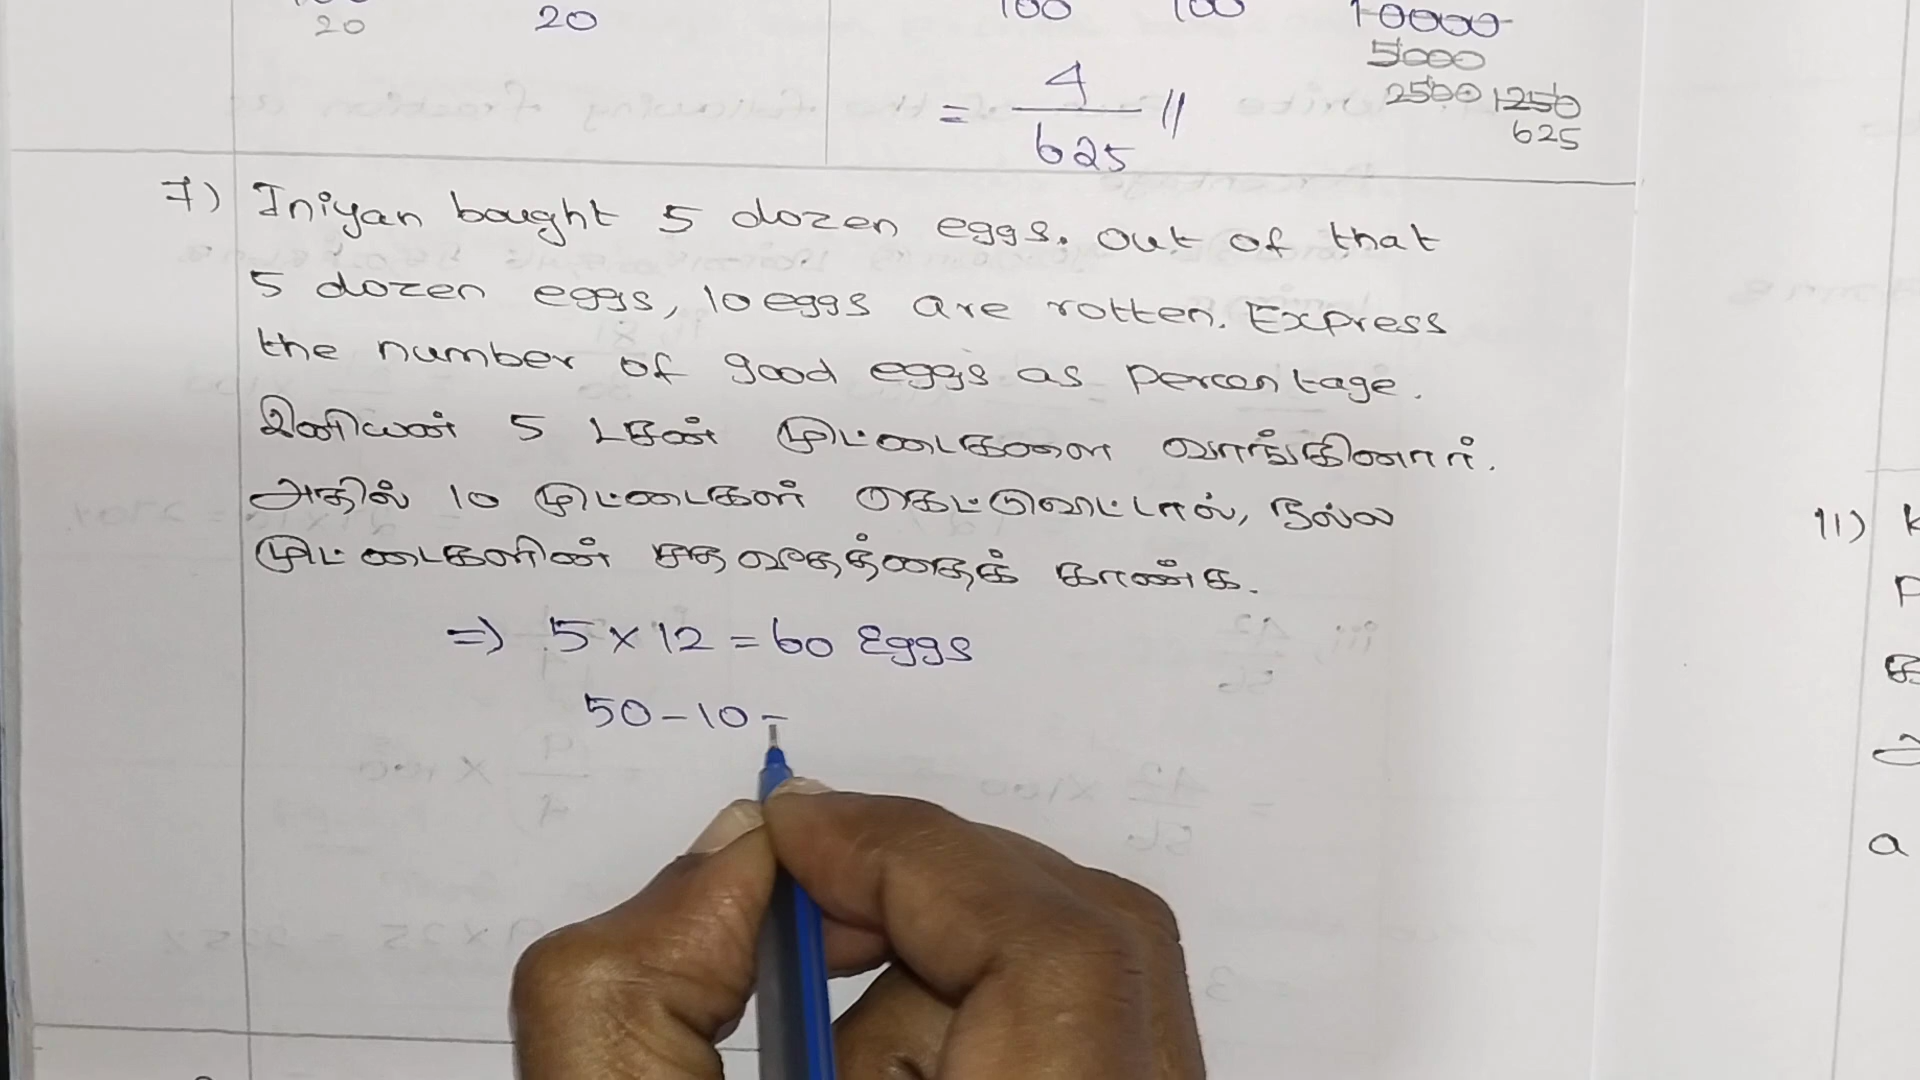 20 20
100 100 10000
5000
= 4/625 // 2500 1250
625
7) Iniyan bought 5 dozen eggs. out of that
5 dozen eggs, 10 eggs are rotten. Express
the number of good eggs as percentage.
இனியன் 5 டசன் முட்டைகளை வாங்கினார்.
அதில் 10 முட்டைகள் கெட்டுவிட்டால், நல்ல
முட்டைகளின் சதவீதத்தைக் காண்க.
=> 5 x 12 = 60 Eggs
50 - 10 =
11)
a